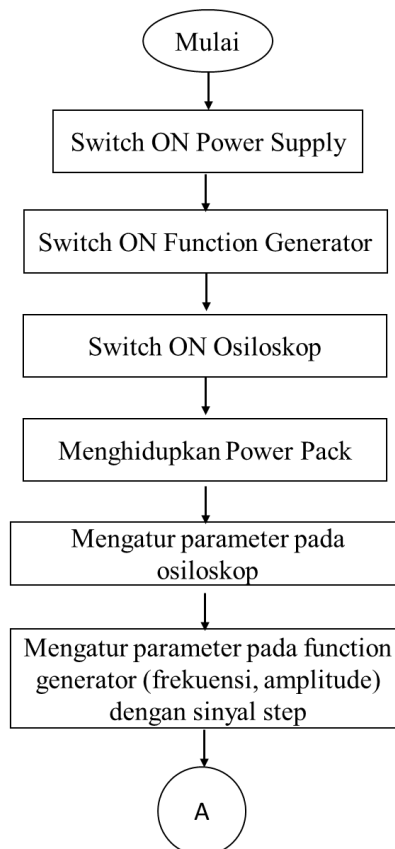 Mulai
Switch ON Power Supply
Switch ON Function Generator
Switch ON Osiloskop
Menghidupkan Power Pack
Mengatur parameter pada
osiloskop
Mengatur parameter pada function
generator (frekuensi, amplitude)
dengan sinyal step
A